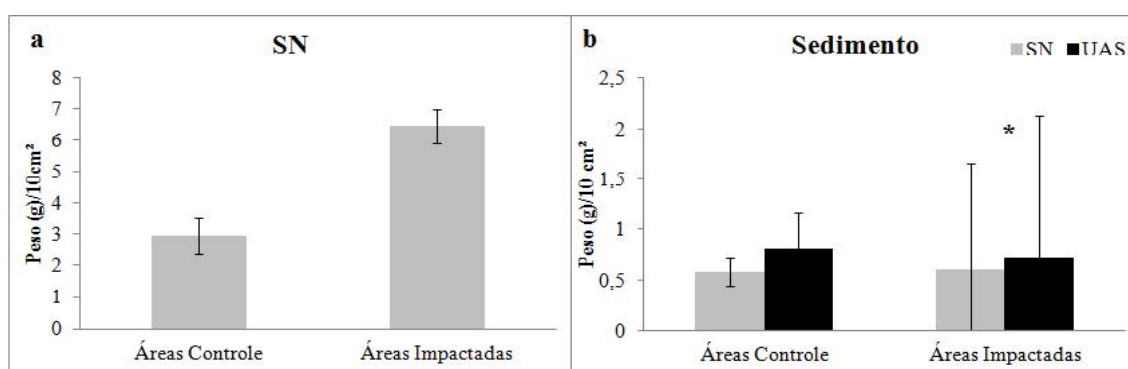 a
SN
Peso (g)/10cm²
8
7
6
5
4
3
2
1
0
Áreas Controle Áreas Impactadas
b
Sedimento
SN UAS
Peso (g)/10 cm²
2,5
2
1,5
1
0,5
0
*
Áreas Controle Áreas Impactadas